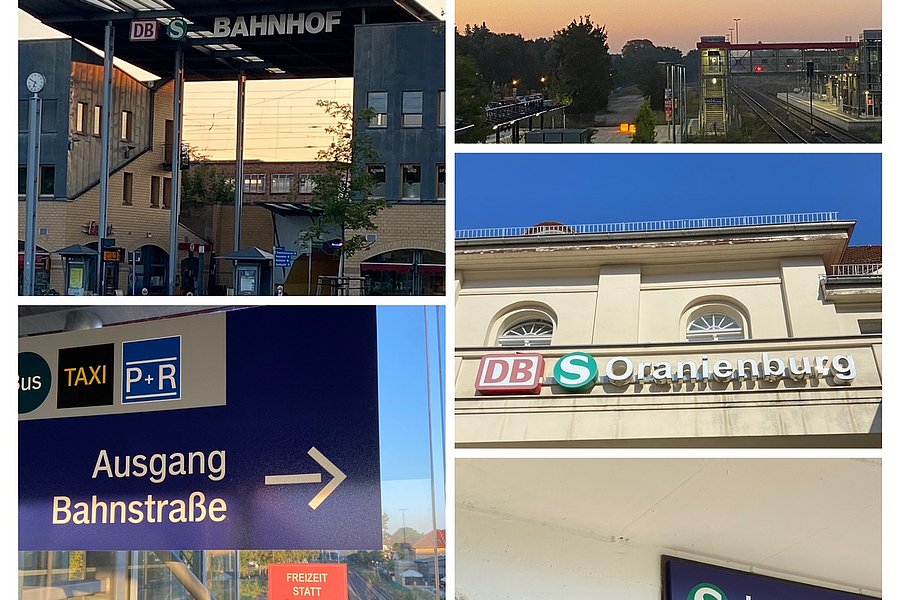 DB S BAHNHOF
DB S Oranienburg
Bus TAXI P+R
Ausgang
Bahnstraße
FREIZEIT
STATT
S